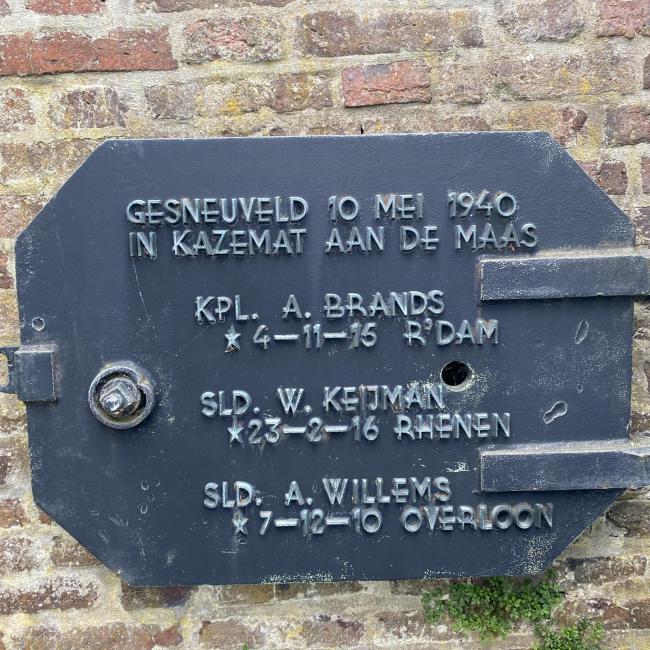 GESNEUVELD 10 MEI 1940
IN KAZEMAT AAN DE MAAS
KPL. A. BRANDS
★ 4-11-15 R'DAM
SLD. W. KEIJMAN
★ 23-2-16 RHENEN
SLD. A. WILLEMS
★ 7-12-10 OVERLOON